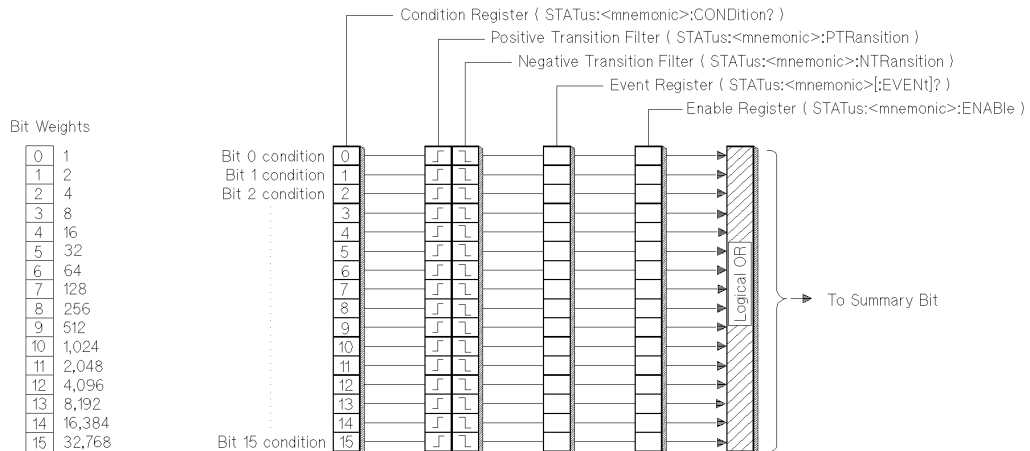 Condition Register ( STATus:<mnemonic>:CONDition? )
Positive Transition Filter ( STATus:<mnemonic>:PTRansition )
Negative Transition Filter ( STATus:<mnemonic>:NTRansition )
Event Register ( STATus:<mnemonic>[:EVENt]? )
Enable Register ( STATus:<mnemonic>:ENABle )
Bit Weights
0 1 Bit 0 condition 0
1 2 Bit 1 condition 1
2 4 Bit 2 condition 2
3 8 3
4 16 4
5 32 5
6 64 6
7 128 7
8 256 8
9 512 9
10 1,024 10
11 2,048 11
12 4,096 12
13 8,192 13
14 16,384 14
15 32,768 Bit 15 condition 15
Logical OR
To Summary Bit